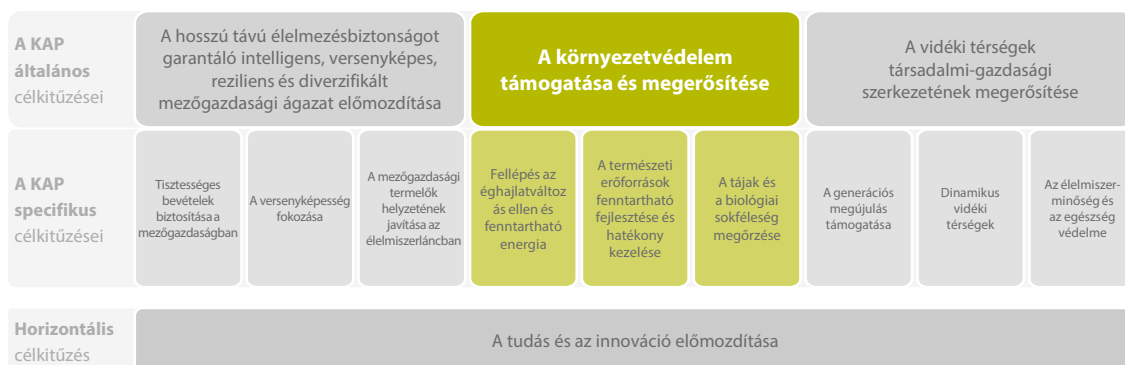 A KAP
általános
célkitűzései
A hosszú távú élelmezésbiztonságot
garantáló intelligens, versenyképes,
reziliens és diverzifikált
mezőgazdasági ágazat előmozdítása
A környezetvédelem
támogatása és megerősítése
A vidéki térségek
társadalmi-gazdasági
szerkezetének megerősítése
A KAP
specifikus
célkitűzései
Tisztességes
bevételek
biztosítása a
mezőgazdaságban
A versenyképesség
fokozása
A mezőgazdasági
termelők
helyzetének
javítása az
élelmiszerláncban
Fellépés az
éghajlatváltoz
ás ellen és
fenntartható
energia
A természeti
erőforrások
fenntartható
fejlesztése és
hatékony
kezelése
A tájak és
a biológiai
sokféleség
megőrzése
A generációs
megújulás
támogatása
Dinamikus
vidéki
térségek
Az élelmiszer-
minőség és
az egészség
védelme
Horizontális
célkitűzés
A tudás és az innováció előmozdítása